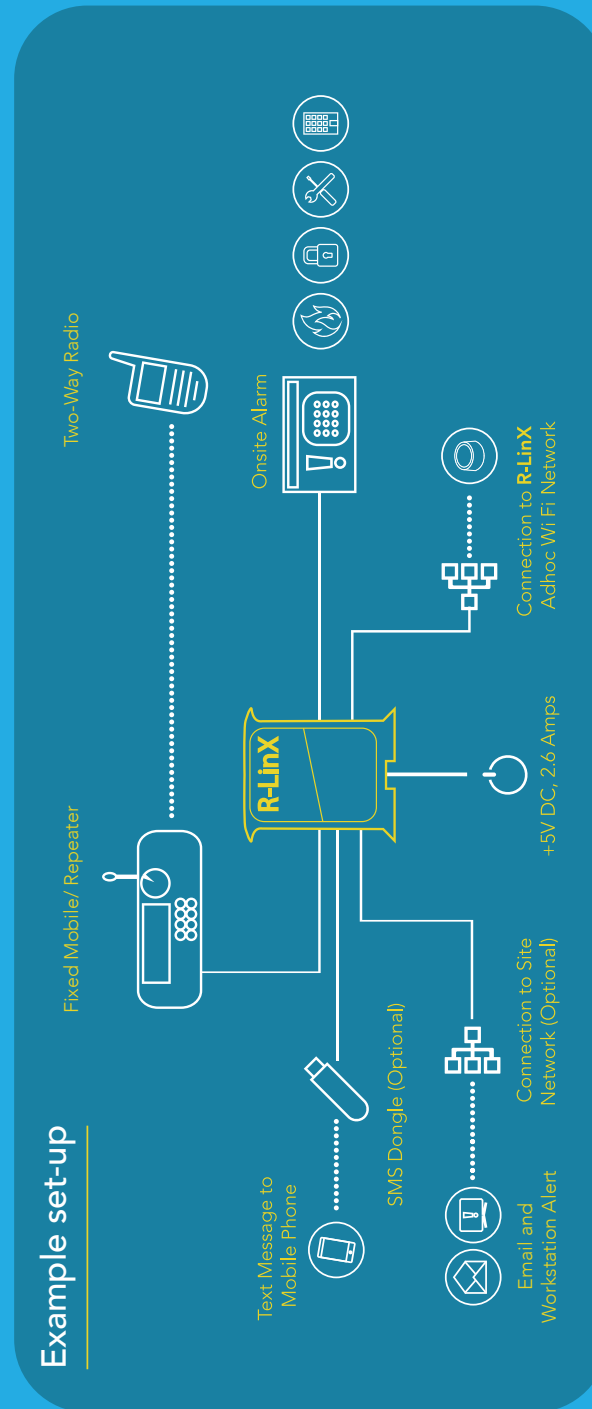 Example set-up
Fixed Mobile/ Repeater
Two-Way Radio
Text Message to
Mobile Phone
SMS Dongle (Optional)
R-LinX
Onsite Alarm
Email and
Workstation Alert
Connection to Site
Network (Optional)
+5V DC, 2.6 Amps
Connection to R-LinX
Adhoc Wi Fi Network